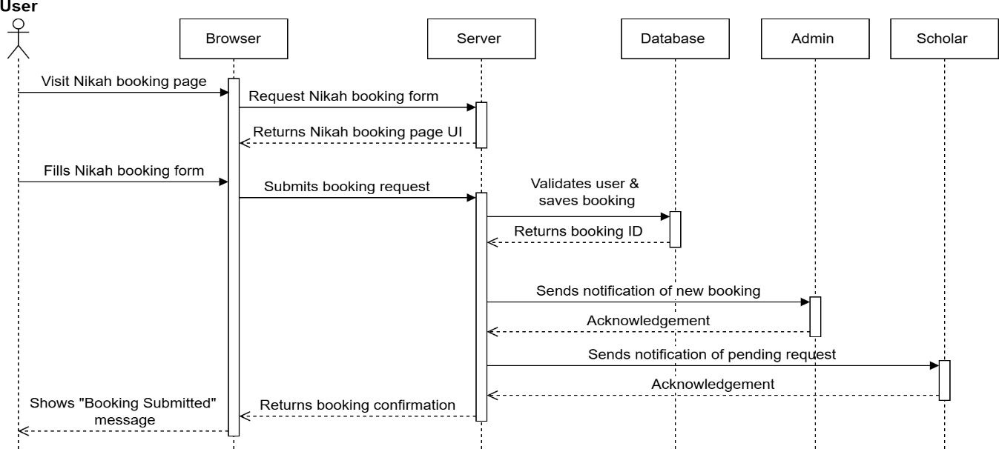 User
Browser
Server
Database
Admin
Scholar
Visit Nikah booking page
Request Nikah booking form
Returns Nikah booking page UI
Fills Nikah booking form
Submits booking request
Validates user &
saves booking
Returns booking ID
Sends notification of new booking
Acknowledgement
Sends notification of pending request
Acknowledgement
Returns booking confirmation
Shows "Booking Submitted"
message